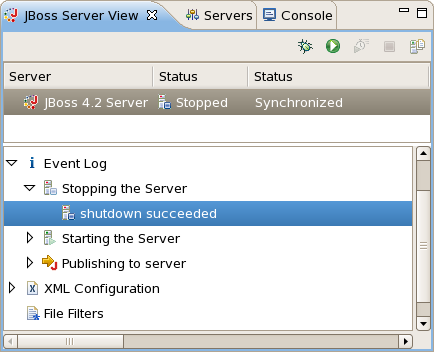 JBoss Server View Servers Console
Server Status Status
JBoss 4.2 Server Stopped Synchronized
Event Log
Stopping the Server
shutdown succeeded
Starting the Server
Publishing to server
XML Configuration
File Filters